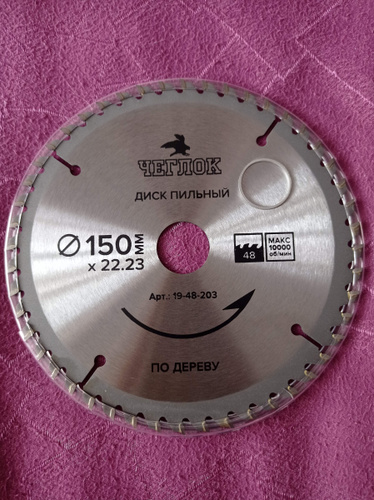 ЧЕГЛОК
ДИСК ПИЛЬНЫЙ
Ø 150 ММ
x 22.23
48
МАКС
10000
об/мин
Арт.: 19-48-203
ПО ДЕРЕВУ